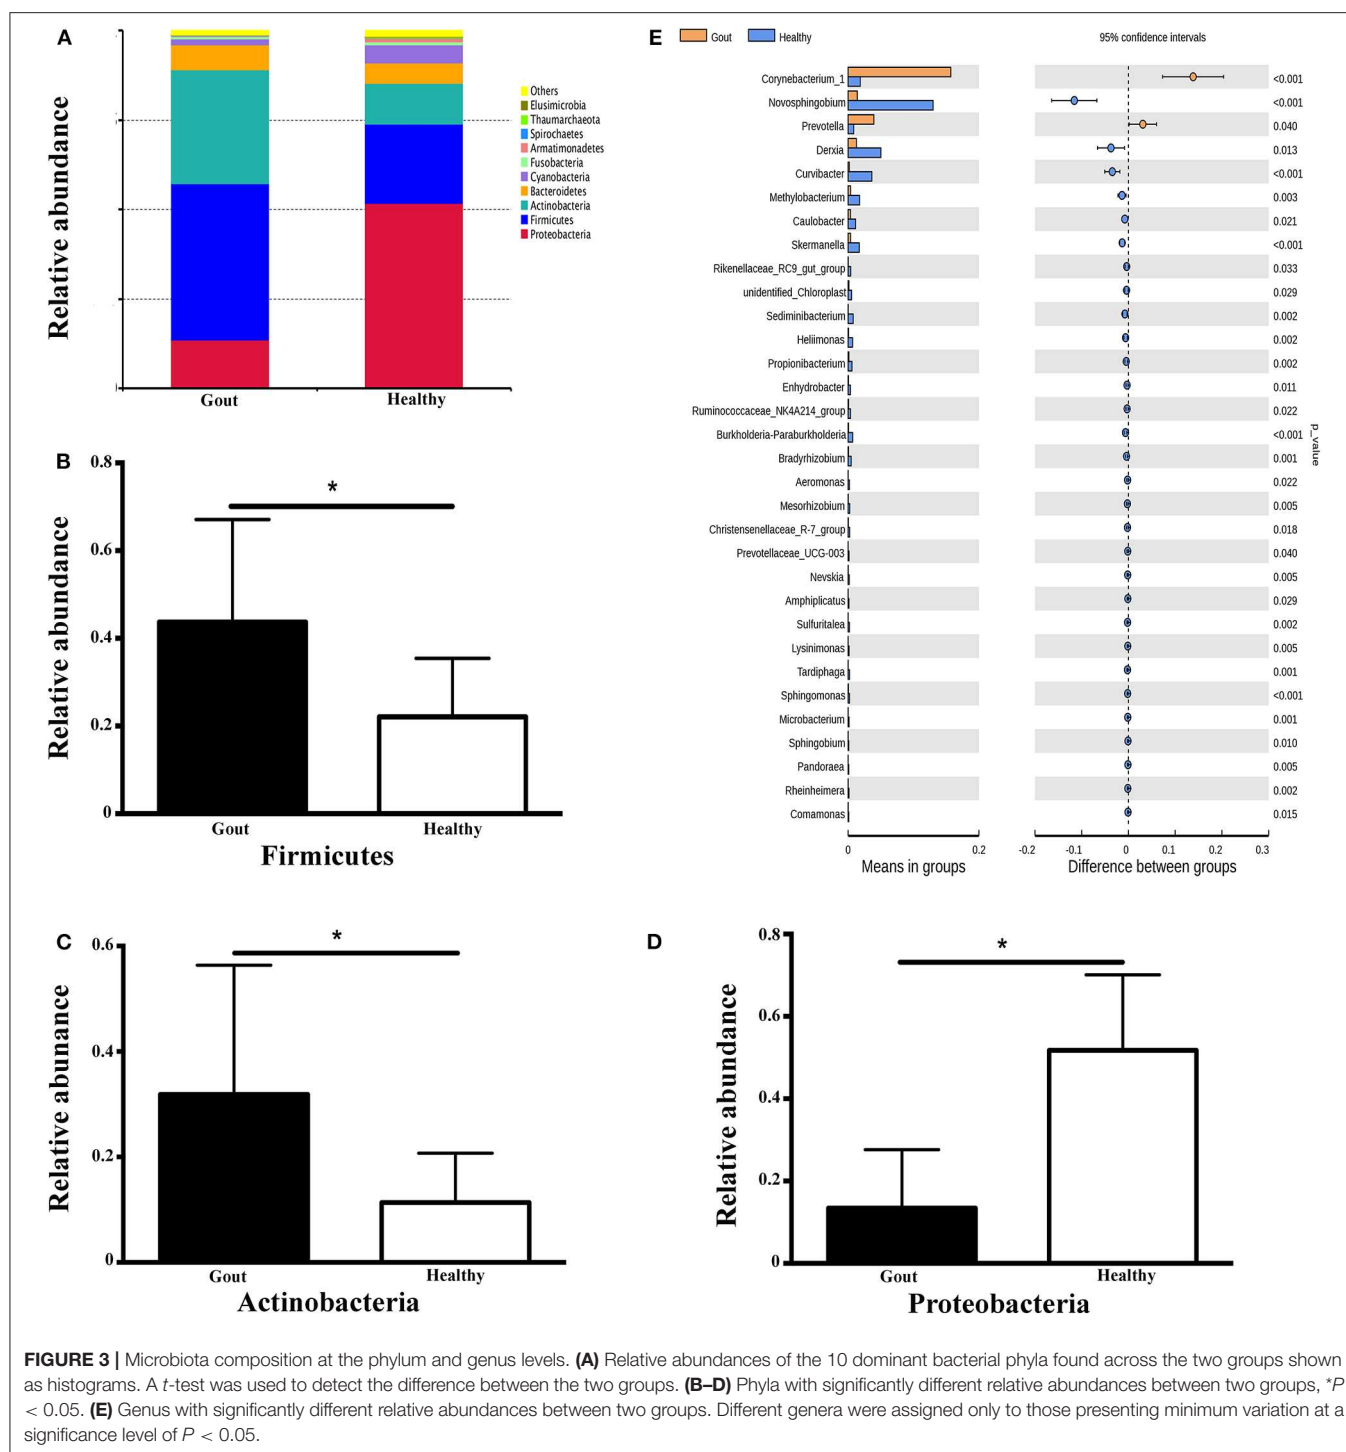 A
Relative abundance
Others
Elusimicrobia
Thaumarchaeota
Spirochaetes
Armatimonadetes
Fusobacteria
Cyanobacteria
Bacteroidetes
Actinobacteria
Firmicutes
Proteobacteria
Gout
Healthy
B
Relative abundance
0.8
0.6
0.4
0.2
0
*
Gout
Healthy
Firmicutes
E
Gout
Healthy
95% confidence intervals
Corynebacterium_1 <0.001
Novosphingobium <0.001
Prevotella 0.040
Derxia 0.013
Curvibacter <0.001
Methylobacterium 0.003
Caulobacter 0.021
Skermanella <0.001
Rikenellaceae_RC9_gut_group 0.033
unidentified_Chloroplast 0.029
Sediminibacterium 0.002
Heliimonas 0.002
Propionibacterium 0.002
Enhydrobacter 0.011
Ruminococcaceae_NK4A214_group 0.022
Burkholderia-Paraburkholderia <0.001
Bradyrhizobium 0.001
Aeromonas 0.022
Mesorhizobium 0.005
Christensenellaceae_R-7_group 0.018
Prevotellaceae_UCG-003 0.040
Nevskia 0.005
Amphiplicatus 0.029
Sulfuritalea 0.002
Lysinimonas 0.005
Tardiphaga 0.001
Sphingomonas <0.001
Microbacterium 0.001
Sphingobium 0.010
Pandoraea 0.005
Rheinheimera 0.002
Comamonas 0.015
p_value
0 0.2
Means in groups
-0.2 -0.1 0 0.1 0.2 0.3
Difference between groups
C
Relative abunance
0.6
0.4
0.2
0
*
Gout
Healthy
Actinobacteria
D
Relative abundance
0.8
0.6
0.4
0.2
0
*
Gout
Healthy
Proteobacteria
FIGURE 3 | Microbiota composition at the phylum and genus levels. (A) Relative abundances of the 10 dominant bacterial phyla found across the two groups shown
as histograms. A t-test was used to detect the difference between the two groups. (B–D) Phyla with significantly different relative abundances between two groups, *P
< 0.05. (E) Genus with significantly different relative abundances between two groups. Different genera were assigned only to those presenting minimum variation at a
significance level of P < 0.05.